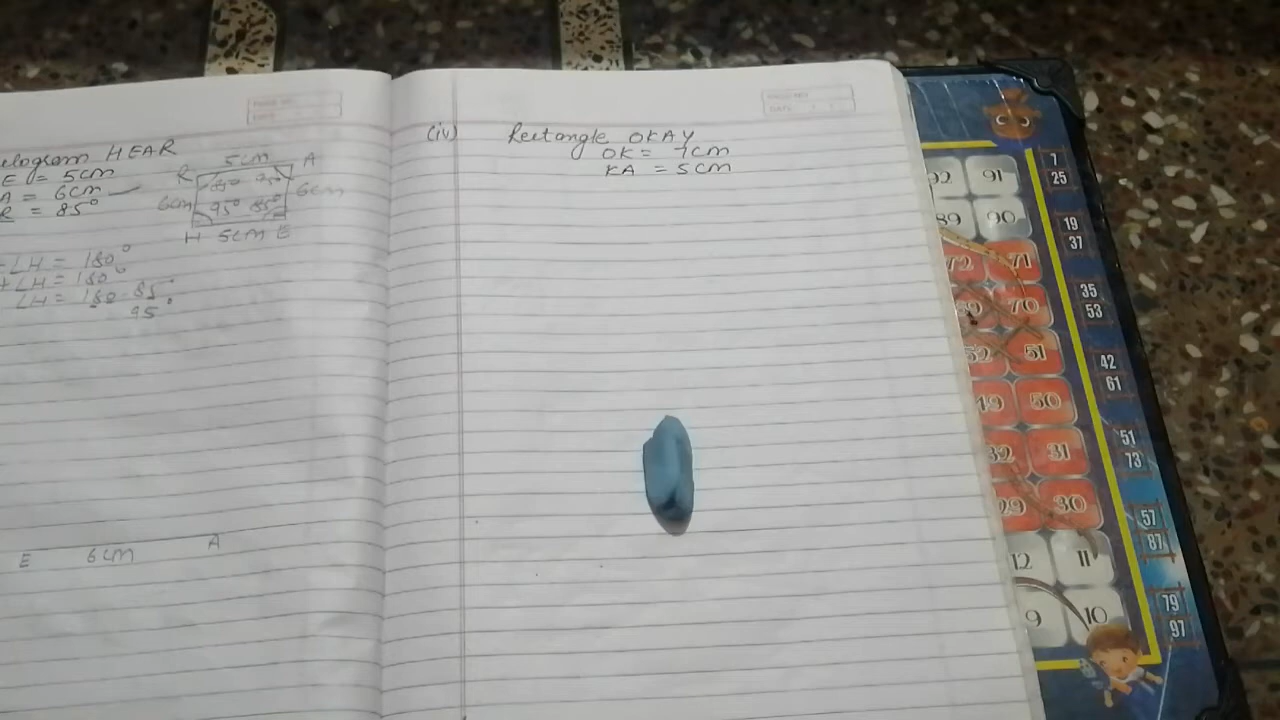 HEAR
5cm
E = 5cm
A
R
A = 6cm
R = 85°
85° 95°
6cm
6cm
95° 85°
H 5cm E
∠H = 180°
+∠H = 180°
∠H = 180-85°
95°
E 6cm A
(iv) Rectangle OKAY
OK = 7cm
KA = 5cm
92 91
89 90
72 71
69 70
52 51
49 50
32 31
29 30
12 11
9 10
7
25
19
37
35
53
42
61
51
73
57
87
79
97